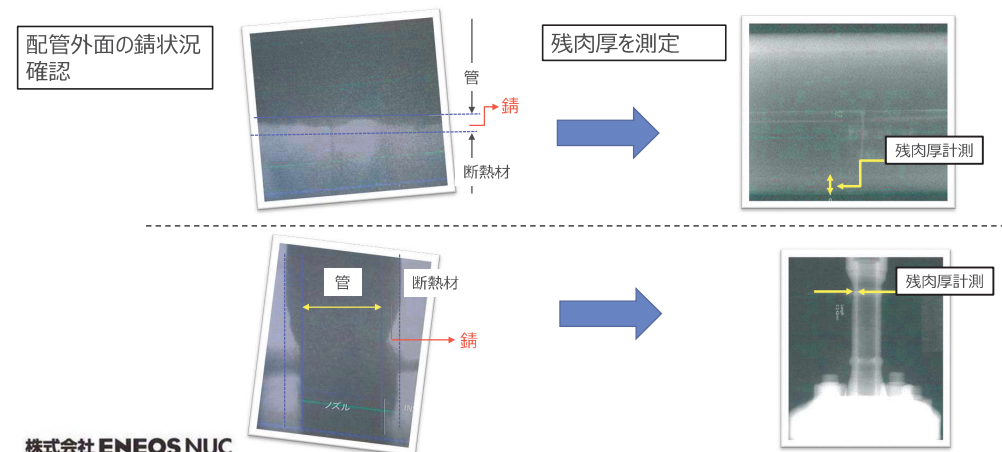 配管外面の錆状況
確認
管
錆
断熱材
残肉厚を測定
残肉厚計測
管
断熱材
錆
ノズル
残肉厚計測
株式会社 ENEOS NUC